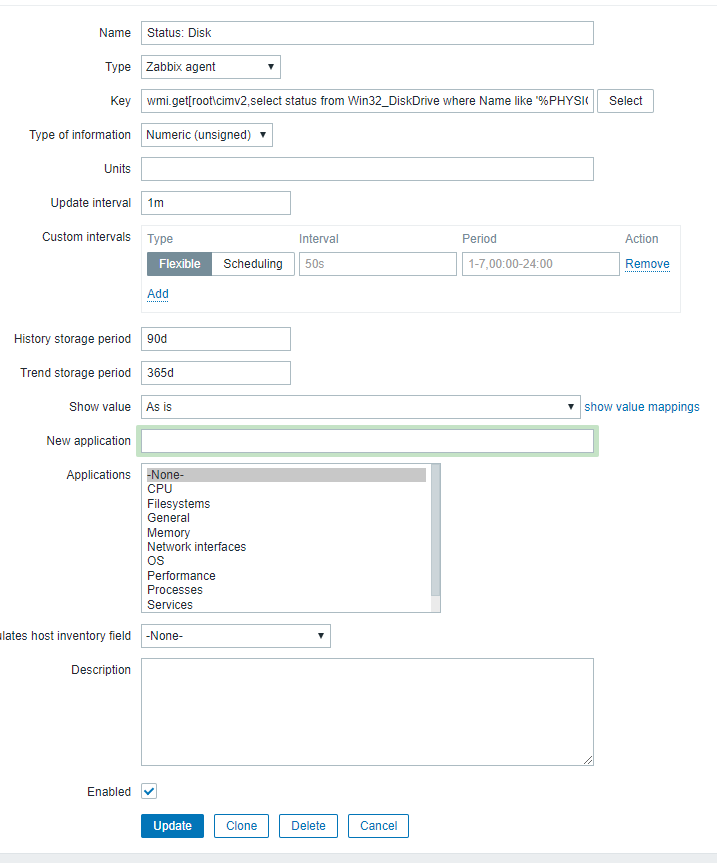 Name Status: Disk
Type Zabbix agent
Key wmi.get[root\cimv2,select status from Win32_DiskDrive where Name like '%PHYSI Select
Type of information Numeric (unsigned)
Units
Update interval 1m
Custom intervals Type Interval Period Action
Flexible Scheduling 50s 1-7,00:00-24:00 Remove
Add
History storage period 90d
Trend storage period 365d
Show value As is show value mappings
New application
Applications -None-
CPU
Filesystems
General
Memory
Network interfaces
OS
Performance
Processes
Services
host inventory field -None-
Description
Enabled
Update Clone Delete Cancel